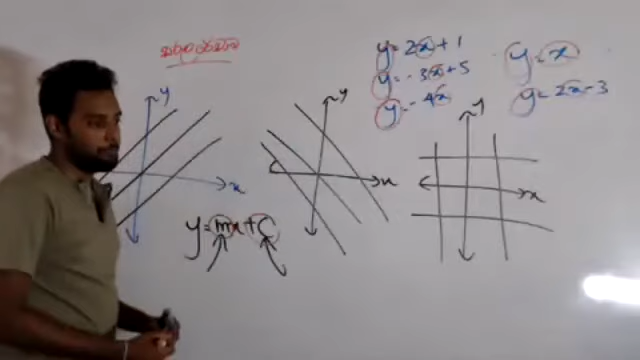 y = 2x + 1
y = -3x + 5
y = -4x
y = x
y = 2x - 3
y
x
y
x
y
x
y = mx + c